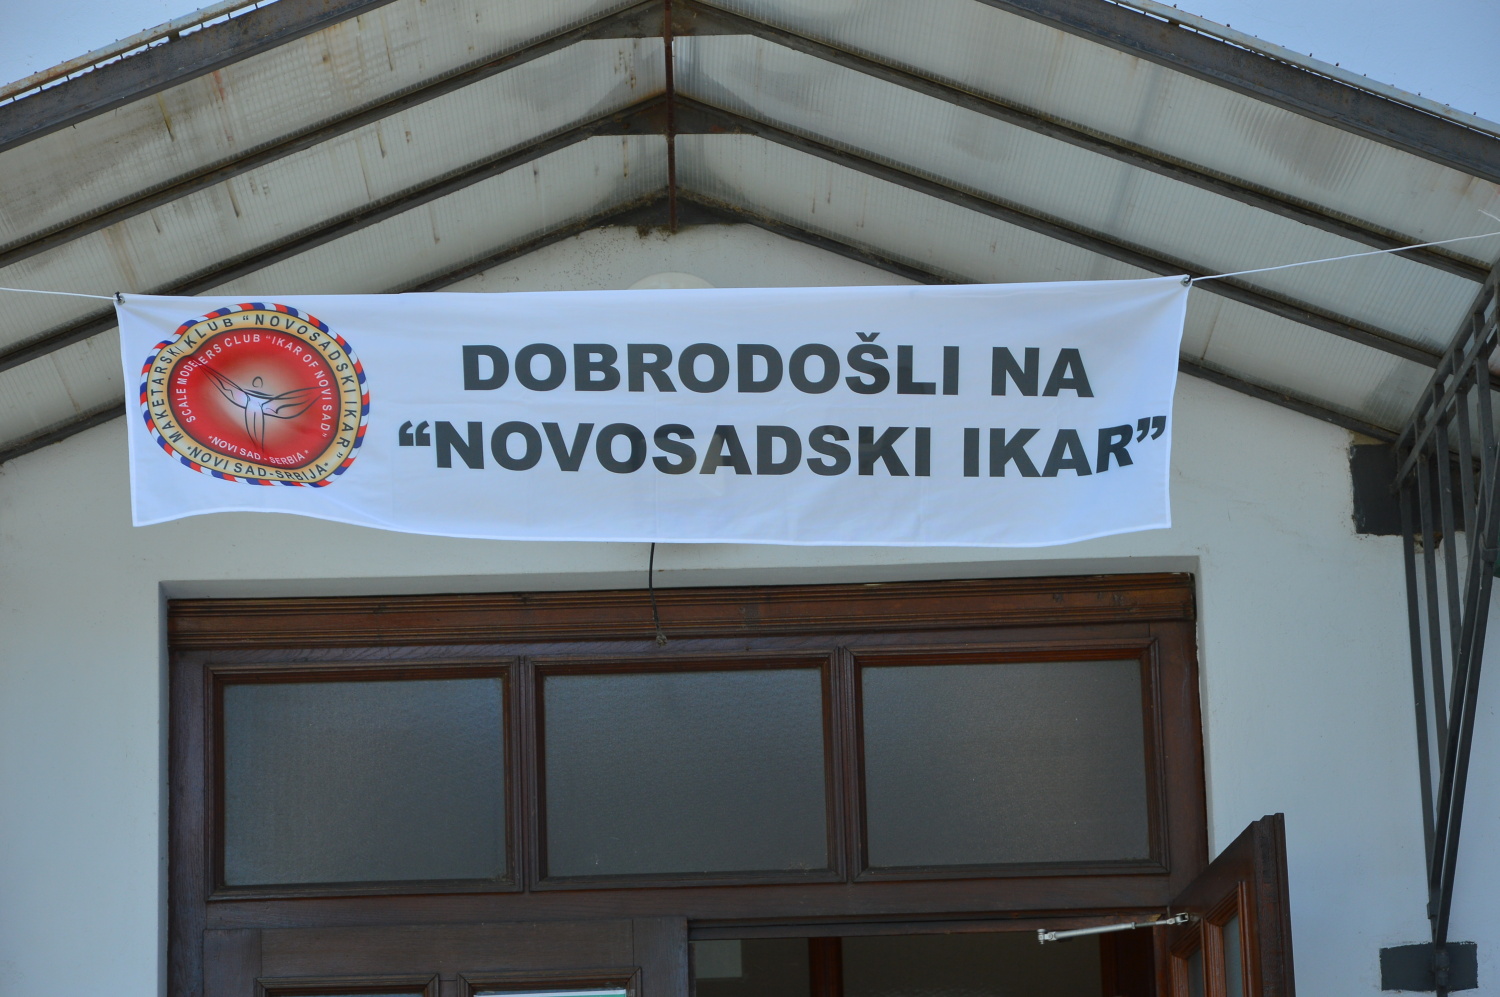 MAKETARSKI KLUB "NOVOSADSKI IKAR"
SCALE MODELERS CLUB "IKAR OF NOVI SAD"
*NOVI SAD - SERBIA*
*NOVI SAD-SRBIJA*
DOBRODOŠLI NA
“NOVOSADSKI IKAR”